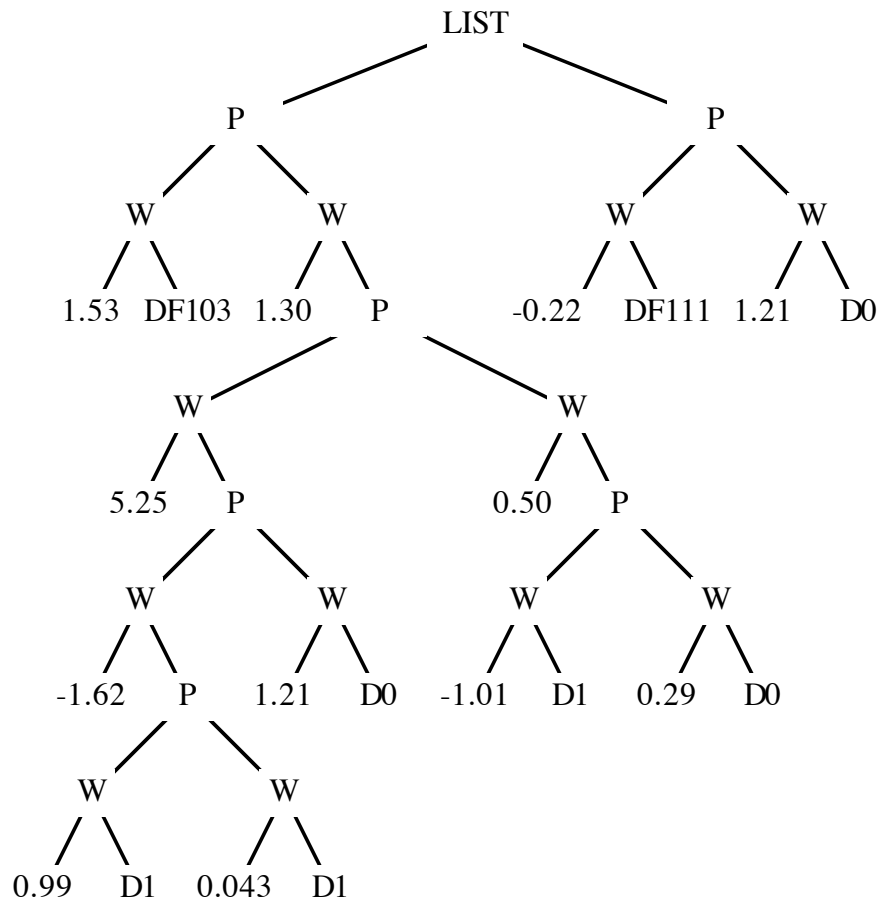 LIST
P P
W W W W
1.53 DF103 1.30 P -0.22 DF111 1.21 D0
W W
5.25 P 0.50 P
W W W W
-1.62 P 1.21 D0 -1.01 D1 0.29 D0
W W
0.99 D1 0.043 D1